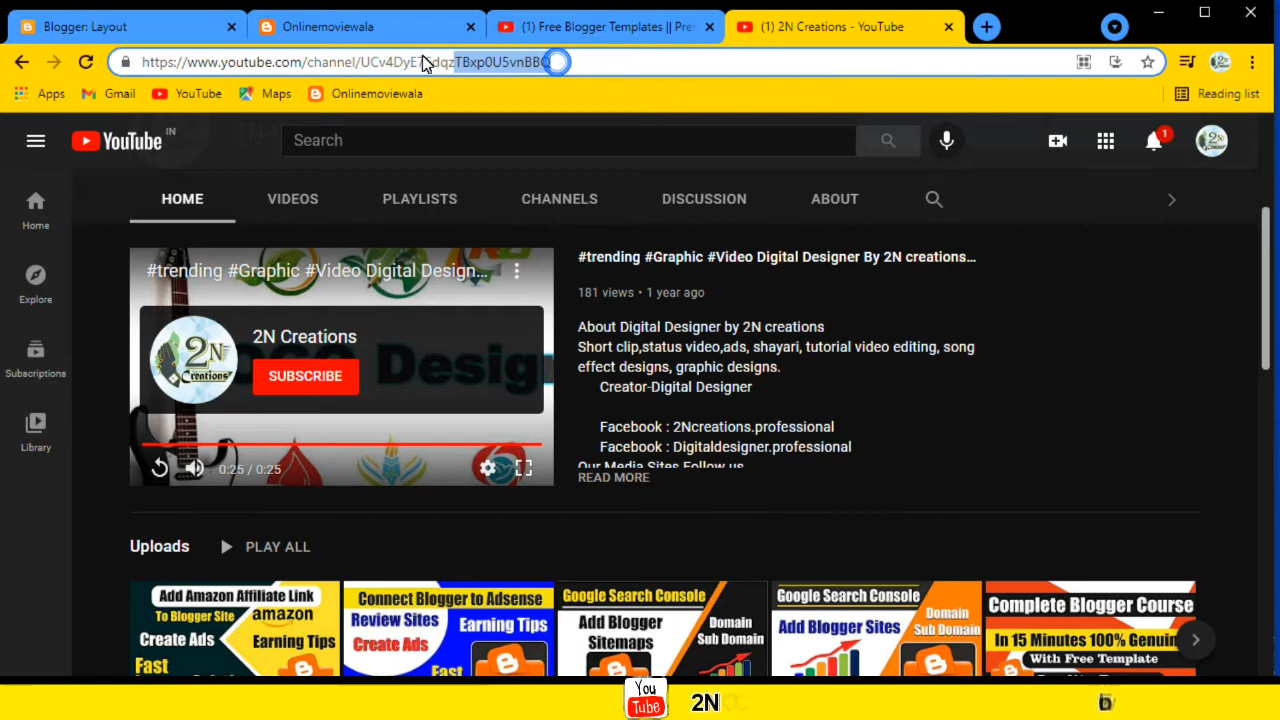 Blogger: Layout
Onlinemoviewala
(1) Free Blogger Templates || Pre
(1) 2N Creations - YouTube
Apps
Gmail
YouTube
Maps
Onlinemoviewala
Reading list
YouTube IN
Search
1
HOME
VIDEOS
PLAYLISTS
CHANNELS
DISCUSSION
ABOUT
Home
Explore
Subscriptions
Library
#trending #Graphic #Video Digital Design...
2N Creations
SUBSCRIBE
2N
Creations
0:25 / 0:25
#trending #Graphic #Video Digital Designer By 2N creations...
181 views • 1 year ago
About Digital Designer by 2N creations
Short clip,status video,ads, shayari, tutorial video editing, song
effect designs, graphic designs.
Creator-Digital Designer
Facebook : 2Ncreations.professional
Facebook : Digitaldesigner.professional
Our Media Sites Follow us
READ MORE
Uploads
PLAY ALL
Add Amazon Affiliate Link
To Blogger Site
amazon
Create Ads
Earning Tips
Fast
Connect Blogger to Adsense
Review Sites
Earning Tips
Create Ads
Fast
Google Search Console
Add Blogger
Sitemaps
Domain
Sub Domain
Google Search Console
Add Blogger Sites
Domain
Sub Domain
Complete Blogger Course
In 15 Minutes 100% Genuin
With Free Template
You
Tube
2N